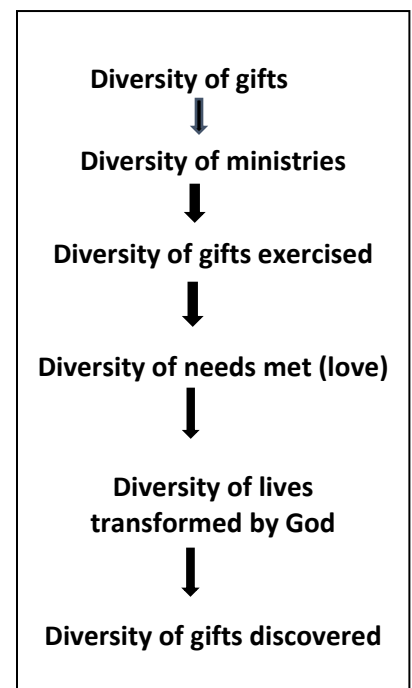 Diversity of gifts
Diversity of ministries
Diversity of gifts exercised
Diversity of needs met (love)
Diversity of lives
transformed by God
Diversity of gifts discovered